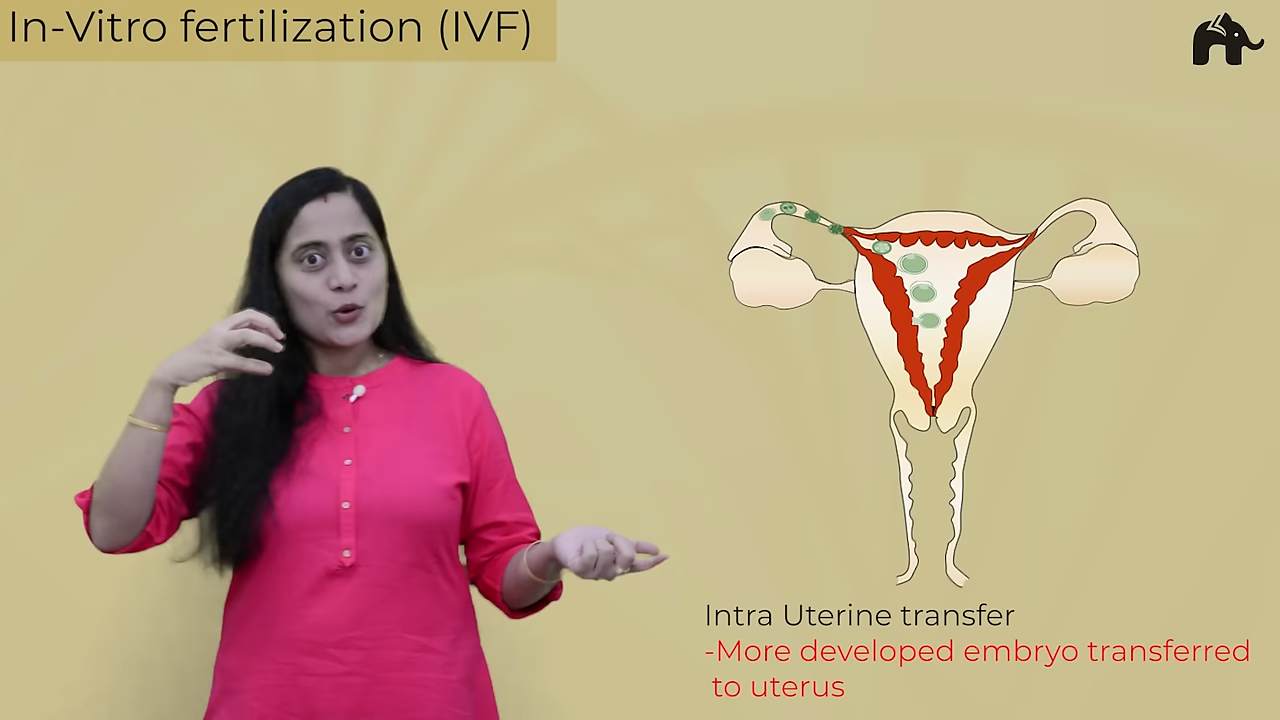 In-Vitro fertilization (IVF)
Intra Uterine transfer
-More developed embryo transferred
to uterus